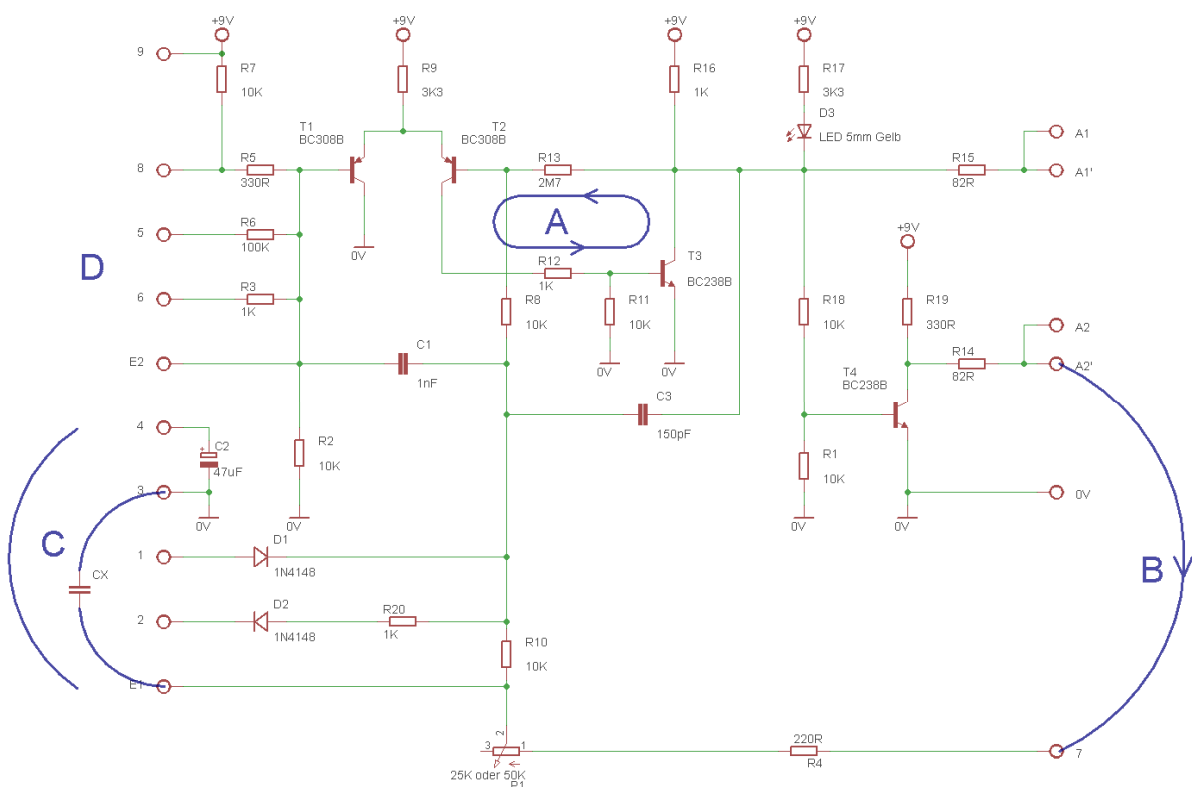 +9V
+9V
+9V
+9V
9
R7
10K
R9
3K3
R16
1K
R17
3K3
D3
LED 5mm Gelb
T1
BC308B
T2
BC308B
A1
8
R5
330R
R13
2M7
R15
82R
A1'
A
5
R6
100K
0V
+9V
D
R12
1K
T3
BC238B
6
R3
1K
R8
10K
R11
10K
R18
10K
R19
330R
A2
E2
C1
1nF
0V
0V
T4
BC238B
R14
82R
A2'
C3
150pF
4
C2
+
47uF
R2
10K
R1
10K
3
0V
0V
0V
0V
0V
C
1
D1
1N4148
CX
B
2
D2
1N4148
R20
1K
R10
10K
E1
2
3
1
25K oder 50K
P1
220R
R4
7